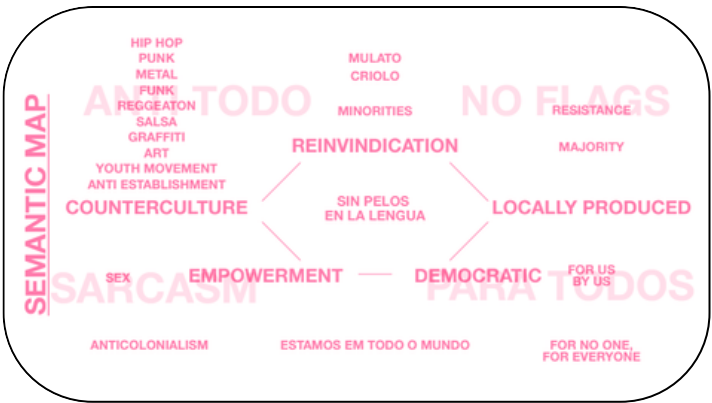 SEMANTIC MAP
ANTI TODO
NO FLAGS
HIP HOP
PUNK
METAL
FUNK
REGGEATON
SALSA
GRAFFITI
ART
YOUTH MOVEMENT
ANTI ESTABLISHMENT
COUNTERCULTURE
MULATO
CRIOLO
MINORITIES
REINVINDICATION
RESISTANCE
MAJORITY
LOCALLY PRODUCED
SIN PELOS
EN LA LENGUA
SARCASM
PARA TODOS
SEX
EMPOWERMENT
DEMOCRATIC
FOR US
BY US
ANTICOLONIALISM
ESTAMOS EM TODO O MUNDO
FOR NO ONE,
FOR EVERYONE